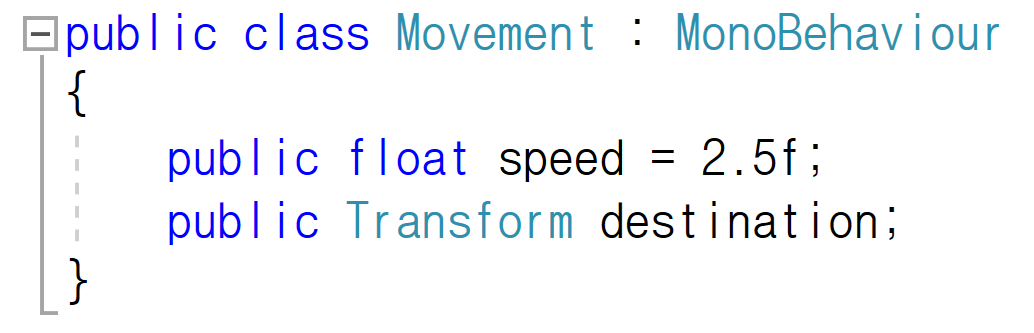 public class Movement : MonoBehaviour
{
public float speed = 2.5f;
public Transform destination;
}